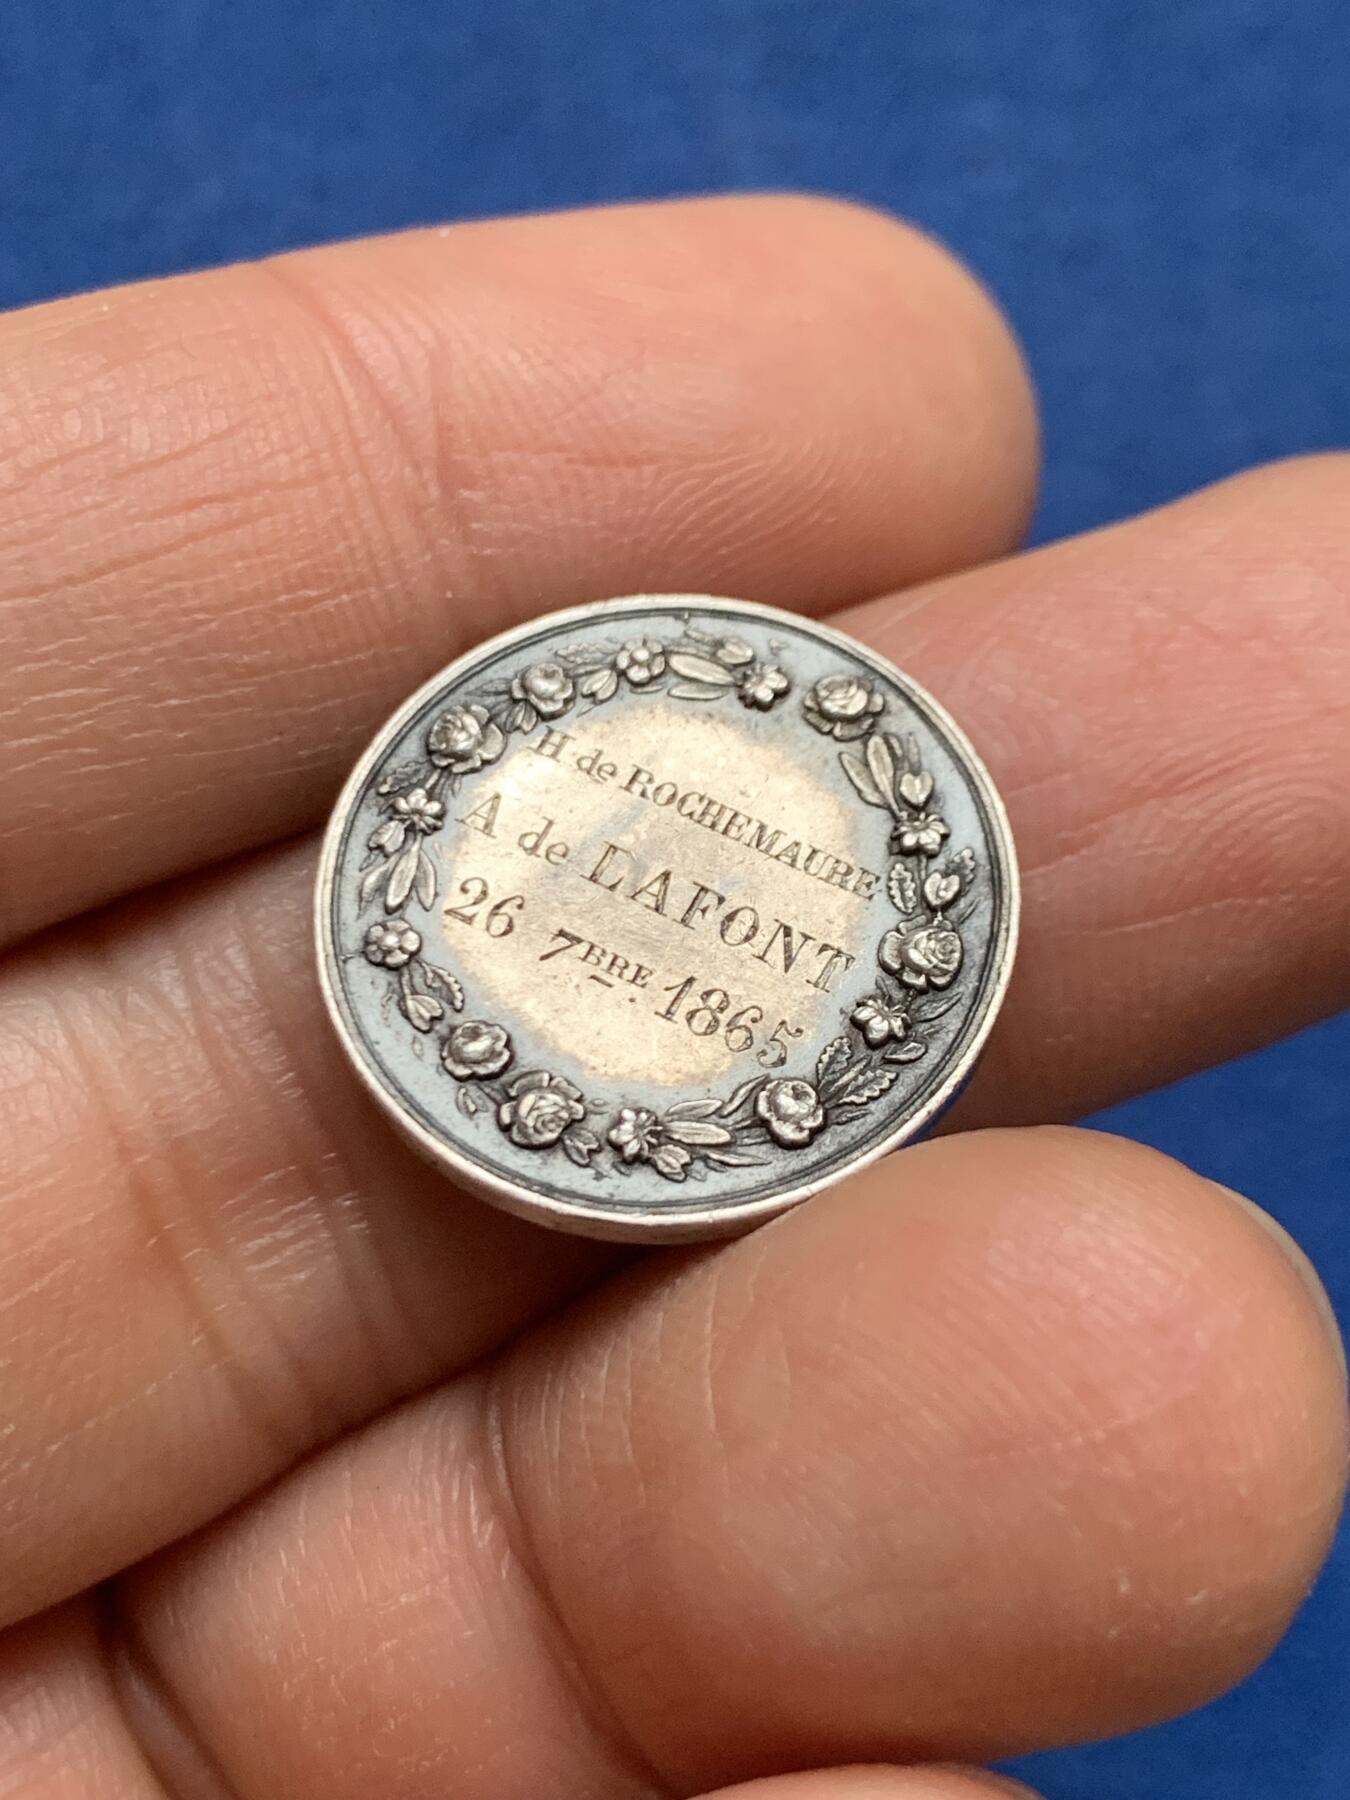 H de ROCHEMAURE
A de LAFONT
26 7BRE 1865